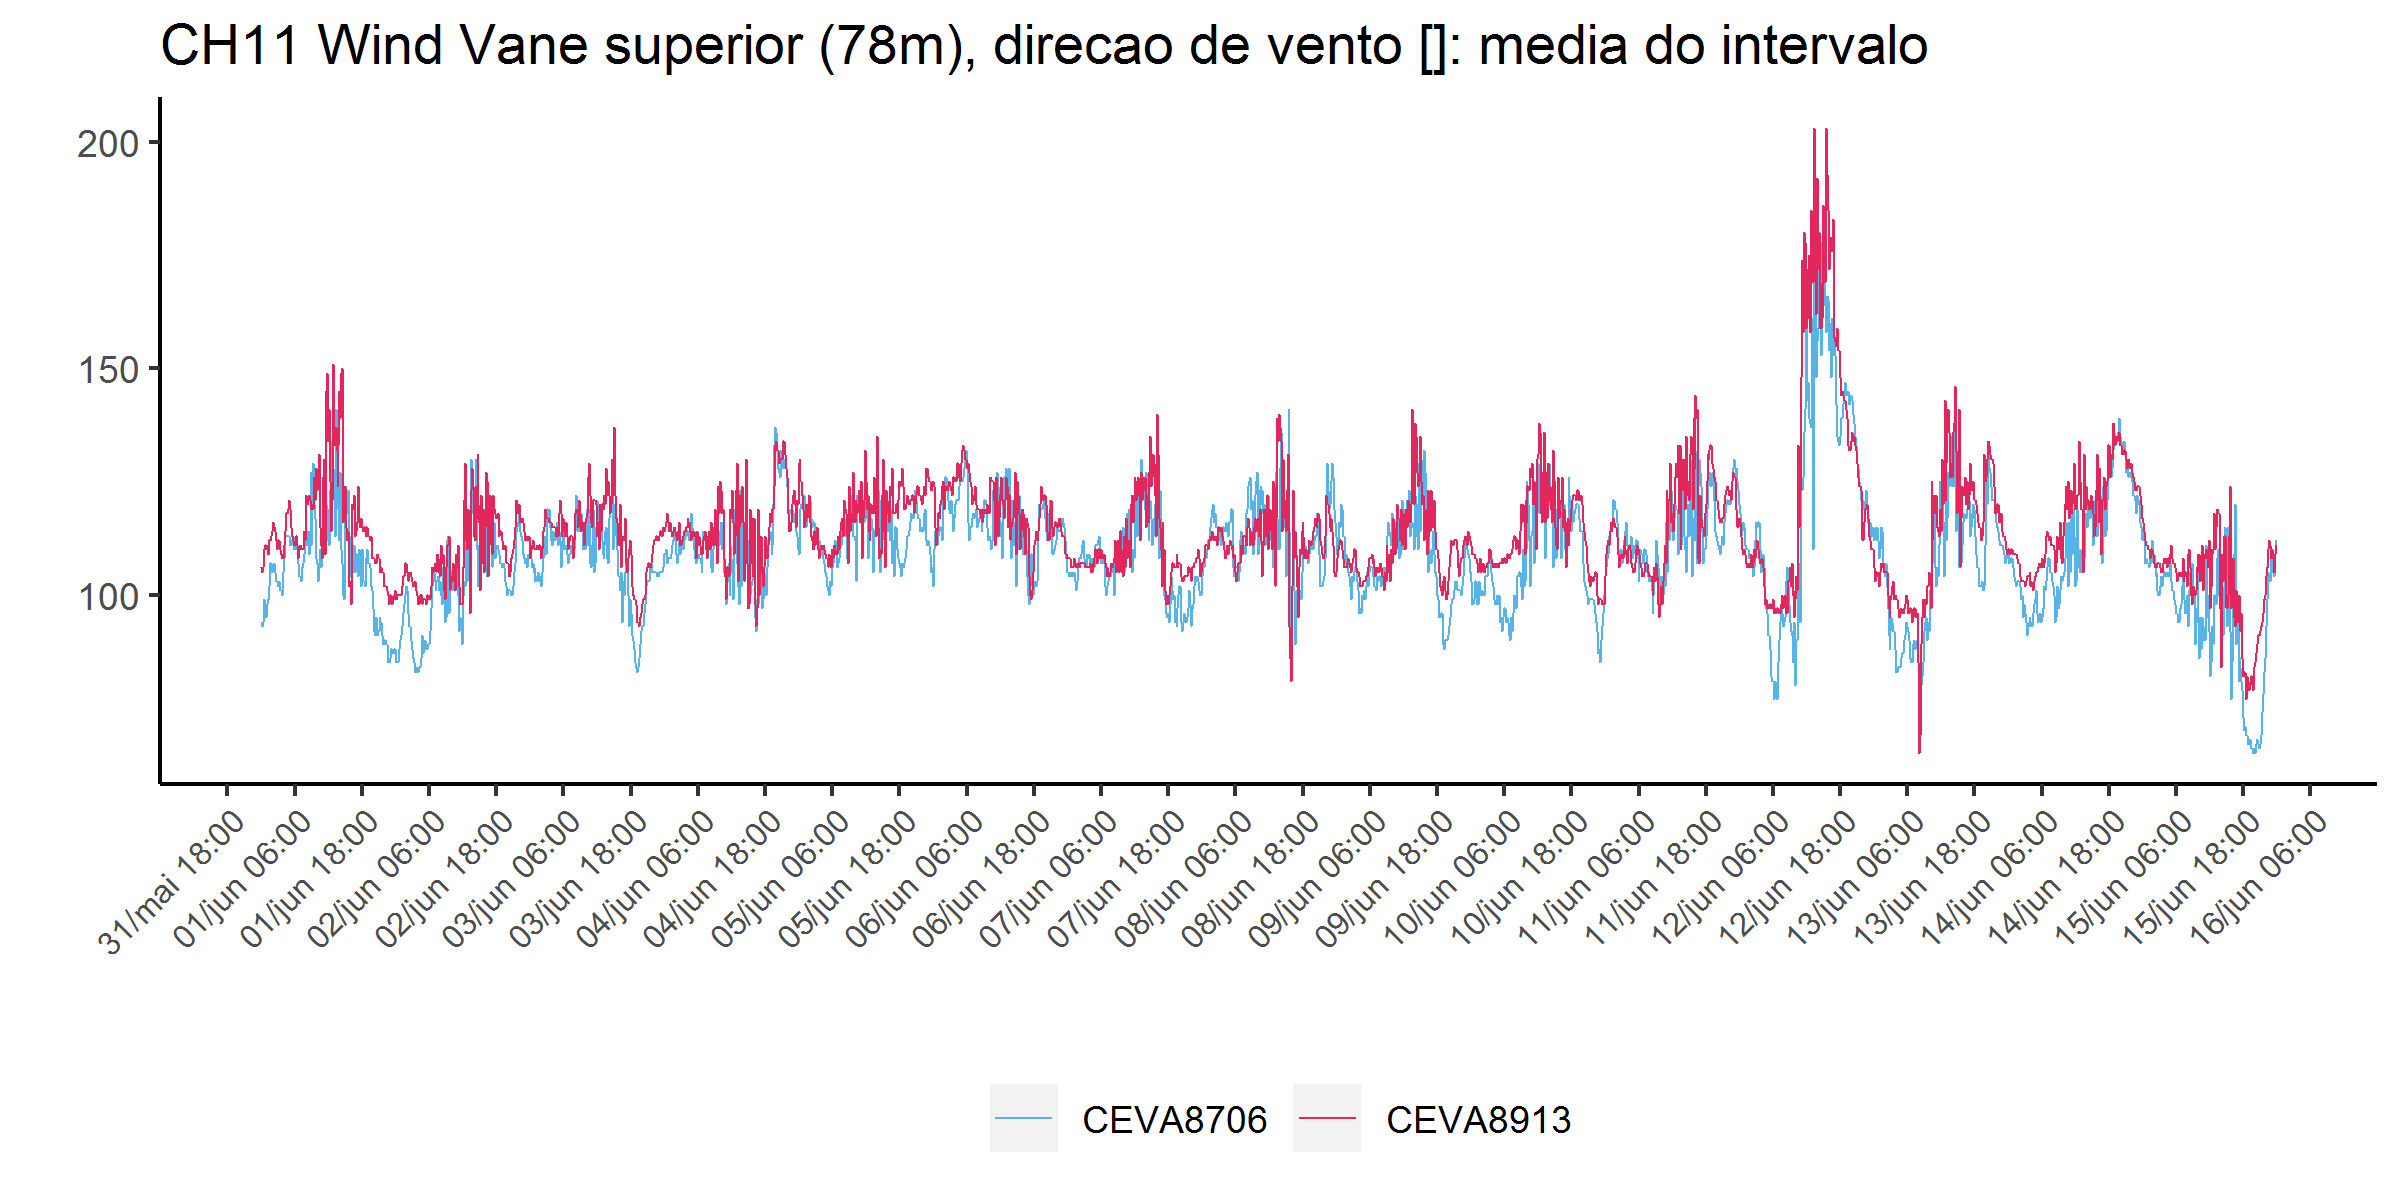 CH11 Wind Vane superior (78m), direcao de vento []: media do intervalo
200
150
100
31/mai 18:00
01/jun 06:00
01/jun 18:00
02/jun 06:00
02/jun 18:00
03/jun 06:00
03/jun 18:00
04/jun 06:00
04/jun 18:00
05/jun 06:00
05/jun 18:00
06/jun 06:00
06/jun 18:00
07/jun 06:00
07/jun 18:00
08/jun 06:00
08/jun 18:00
09/jun 06:00
09/jun 18:00
10/jun 06:00
10/jun 18:00
11/jun 06:00
11/jun 18:00
12/jun 06:00
12/jun 18:00
13/jun 06:00
13/jun 18:00
14/jun 06:00
14/jun 18:00
15/jun 06:00
15/jun 18:00
16/jun 06:00
CEVA8706
CEVA8913